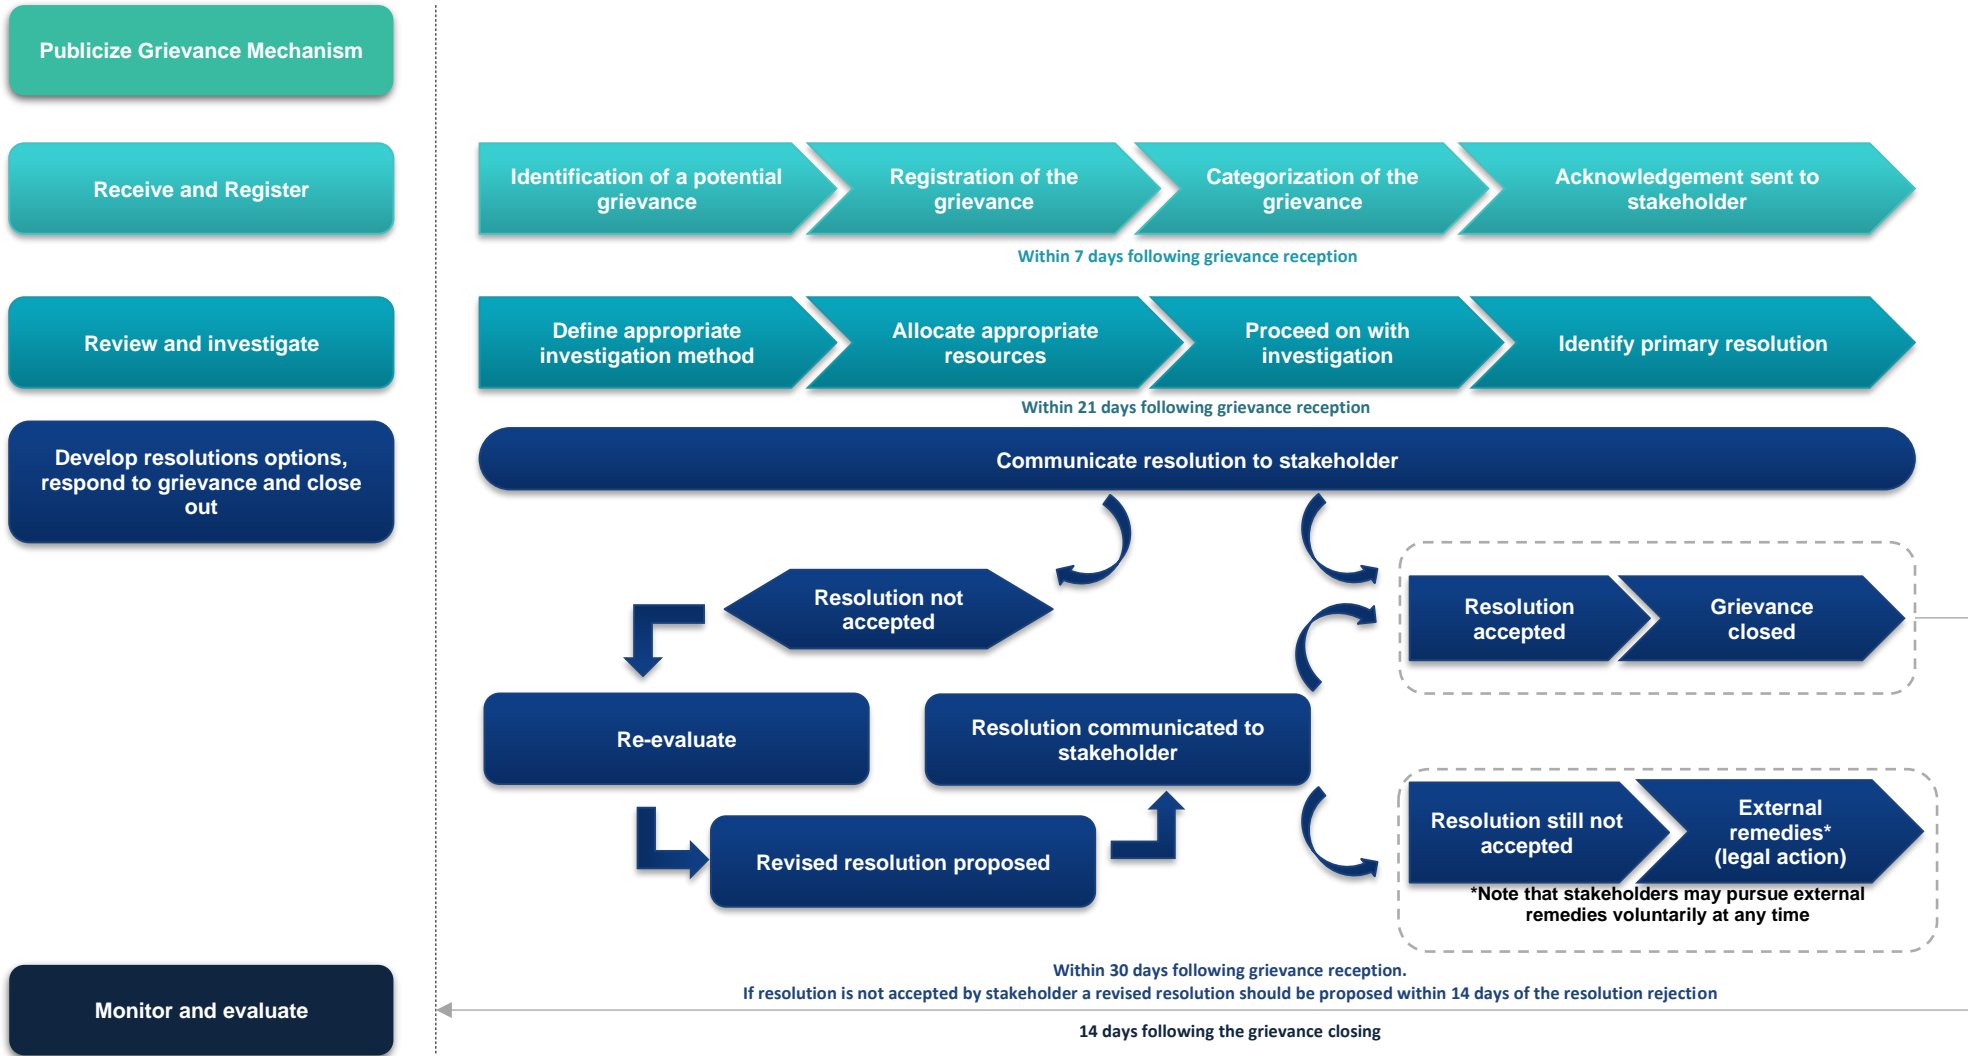 Publicize Grievance Mechanism
Receive and Register
Identification of a potential
grievance
Registration of the
grievance
Categorization of the
grievance
Acknowledgement sent to
stakeholder
Within 7 days following grievance reception
Review and investigate
Define appropriate
investigation method
Allocate appropriate
resources
Proceed on with
investigation
Identify primary resolution
Within 21 days following grievance reception
Develop resolutions options,
respond to grievance and close
out
Communicate resolution to stakeholder
Resolution not
accepted
Resolution
accepted
Grievance
closed
Re-evaluate
Resolution communicated to
stakeholder
Revised resolution proposed
Resolution still not
accepted
External
remedies*
(legal action)
*Note that stakeholders may pursue external
remedies voluntarily at any time
Within 30 days following grievance reception.
If resolution is not accepted by stakeholder a revised resolution should be proposed within 14 days of the resolution rejection
Monitor and evaluate
14 days following the grievance closing